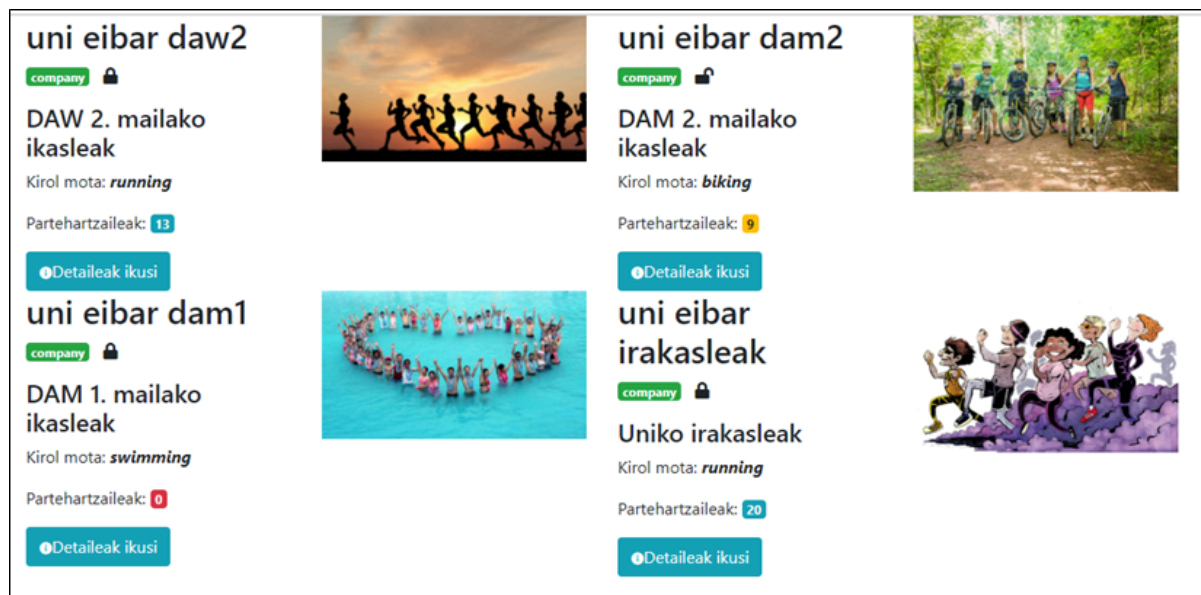 uni eibar daw2
company
DAW 2. mailako
ikasleak
Kirol mota: running
Partehartzaileak: 13
Detaileak ikusi
uni eibar dam2
company
DAM 2. mailako
ikasleak
Kirol mota: biking
Partehartzaileak: 9
Detaileak ikusi
uni eibar dam1
company
DAM 1. mailako
ikasleak
Kirol mota: swimming
Partehartzaileak: 0
Detaileak ikusi
uni eibar
irakasleak
company
Uniko irakasleak
Kirol mota: running
Partehartzaileak: 20
Detaileak ikusi